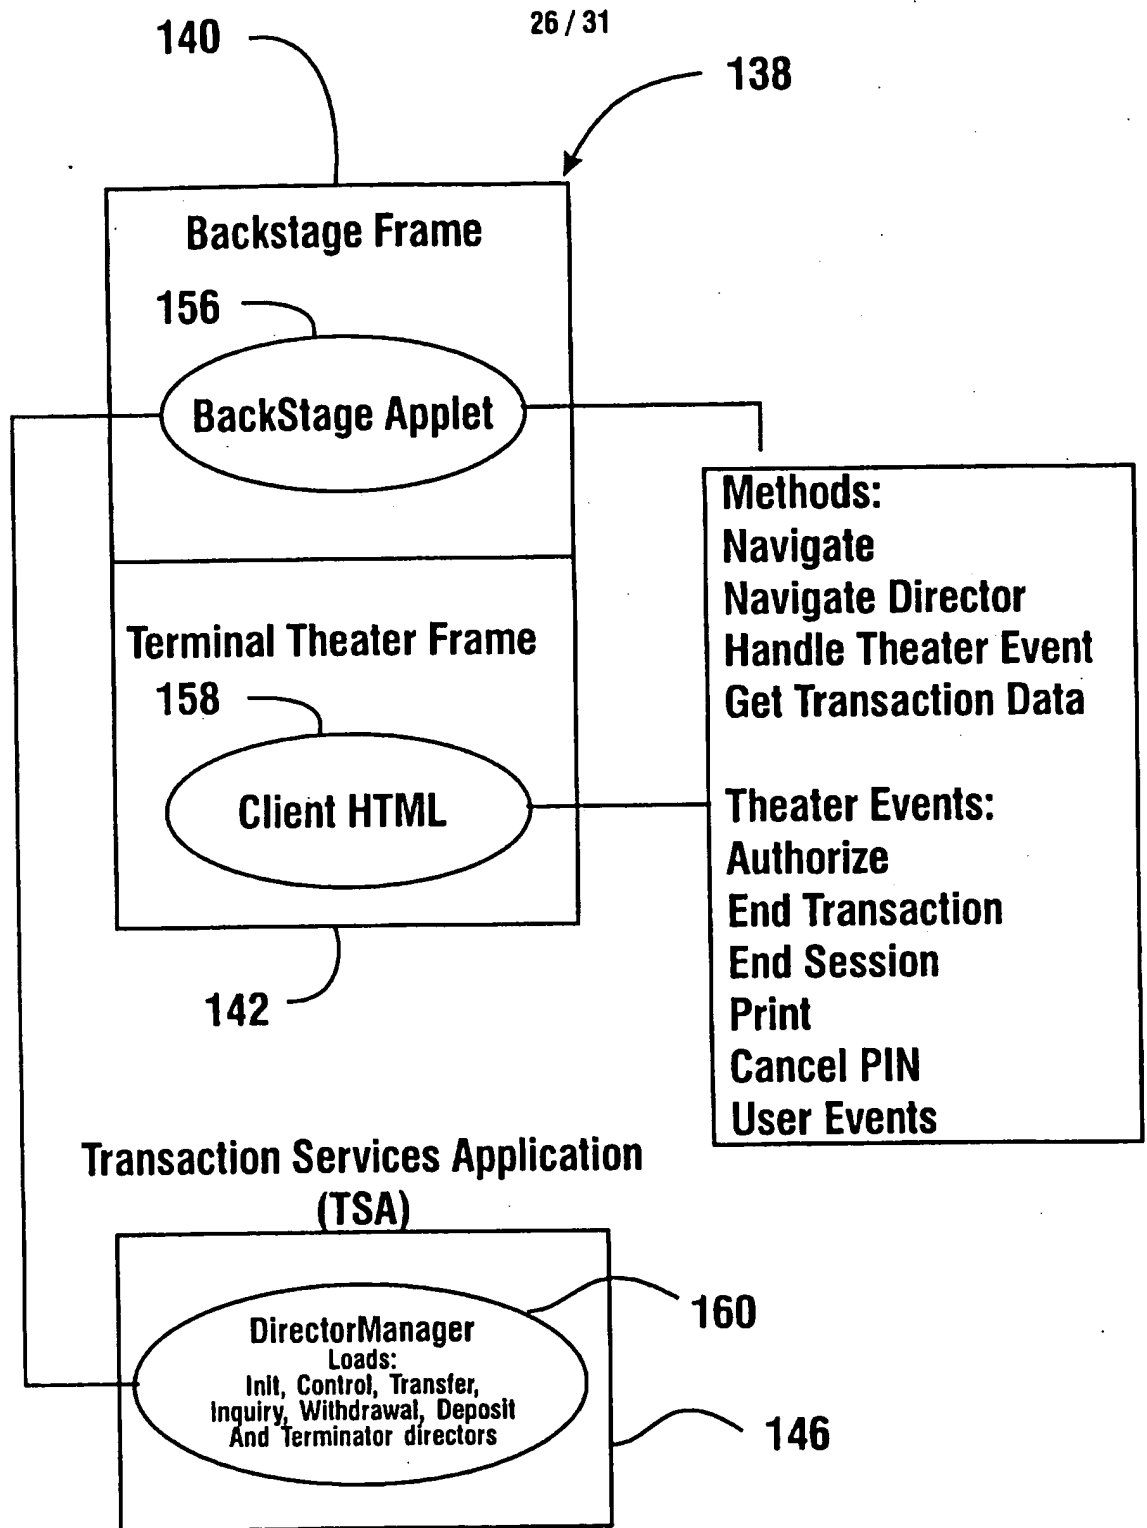 26 / 31
140
138
Backstage Frame
156
BackStage Applet
Methods:
Navigate
Navigate Director
Handle Theater Event
Get Transaction Data
Theater Events:
Authorize
End Transaction
End Session
Print
Cancel PIN
User Events
Terminal Theater Frame
158
Client HTML
142
Transaction Services Application
(TSA)
DirectorManager
Loads:
Init, Control, Transfer,
Inquiry, Withdrawal, Deposit
And Terminator directors
160
146